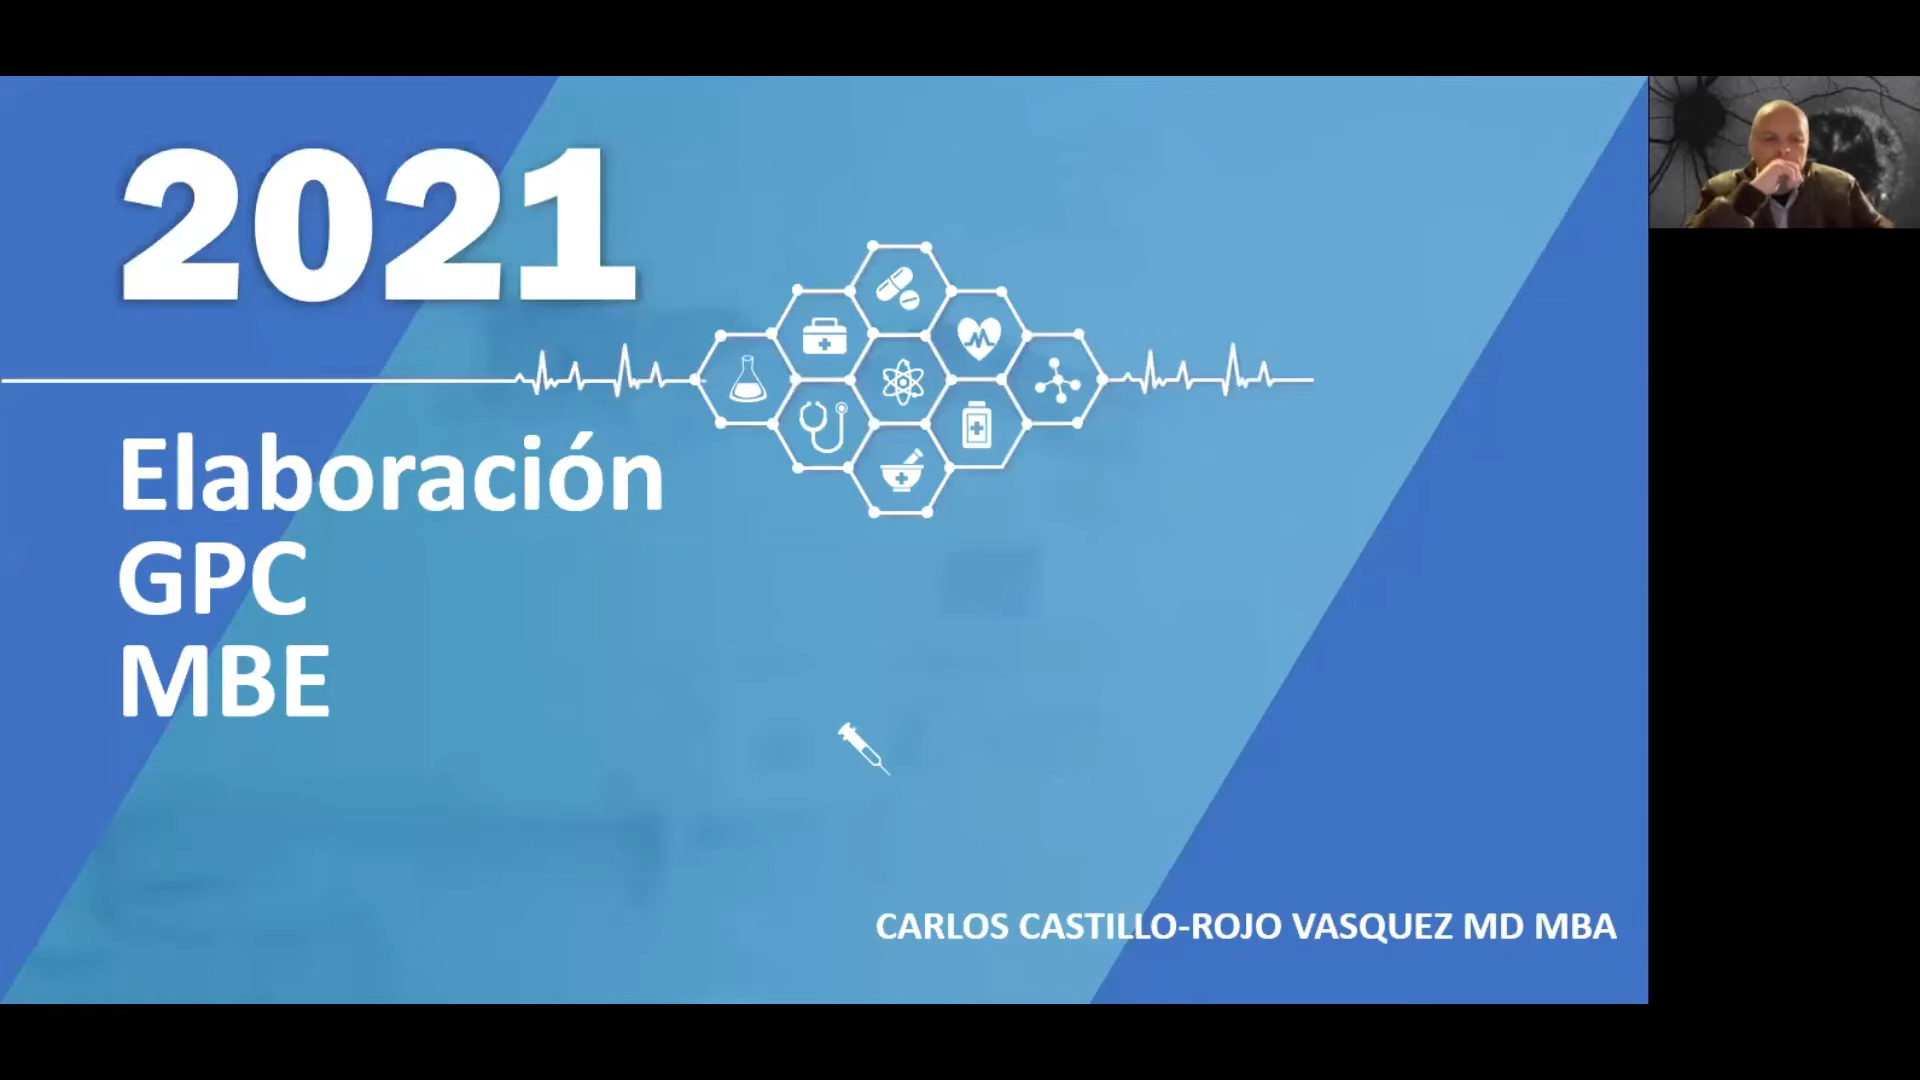 2021
Elaboración
GPC
MBE
CARLOS CASTILLO-ROJO VASQUEZ MD MBA